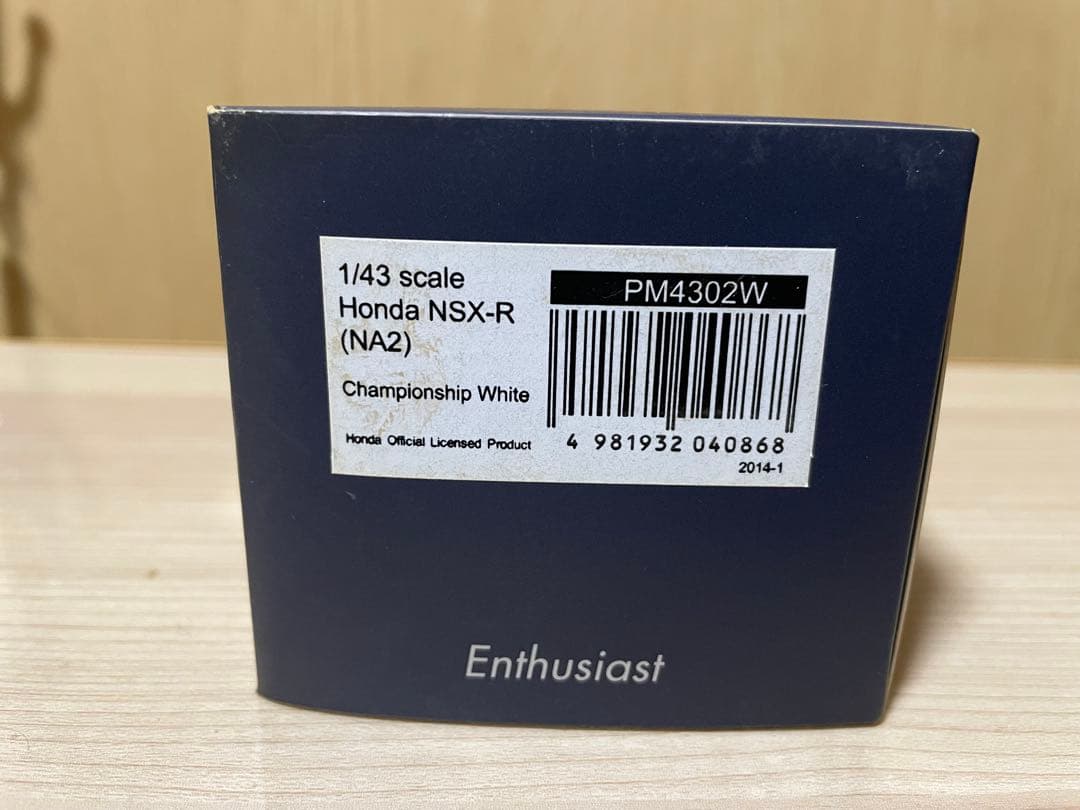 1/43 scale
Honda NSX-R
(NA2)
Championship White
Honda Official Licensed Product
PM4302W
4 981932 040868
2014-1
Enthusiast